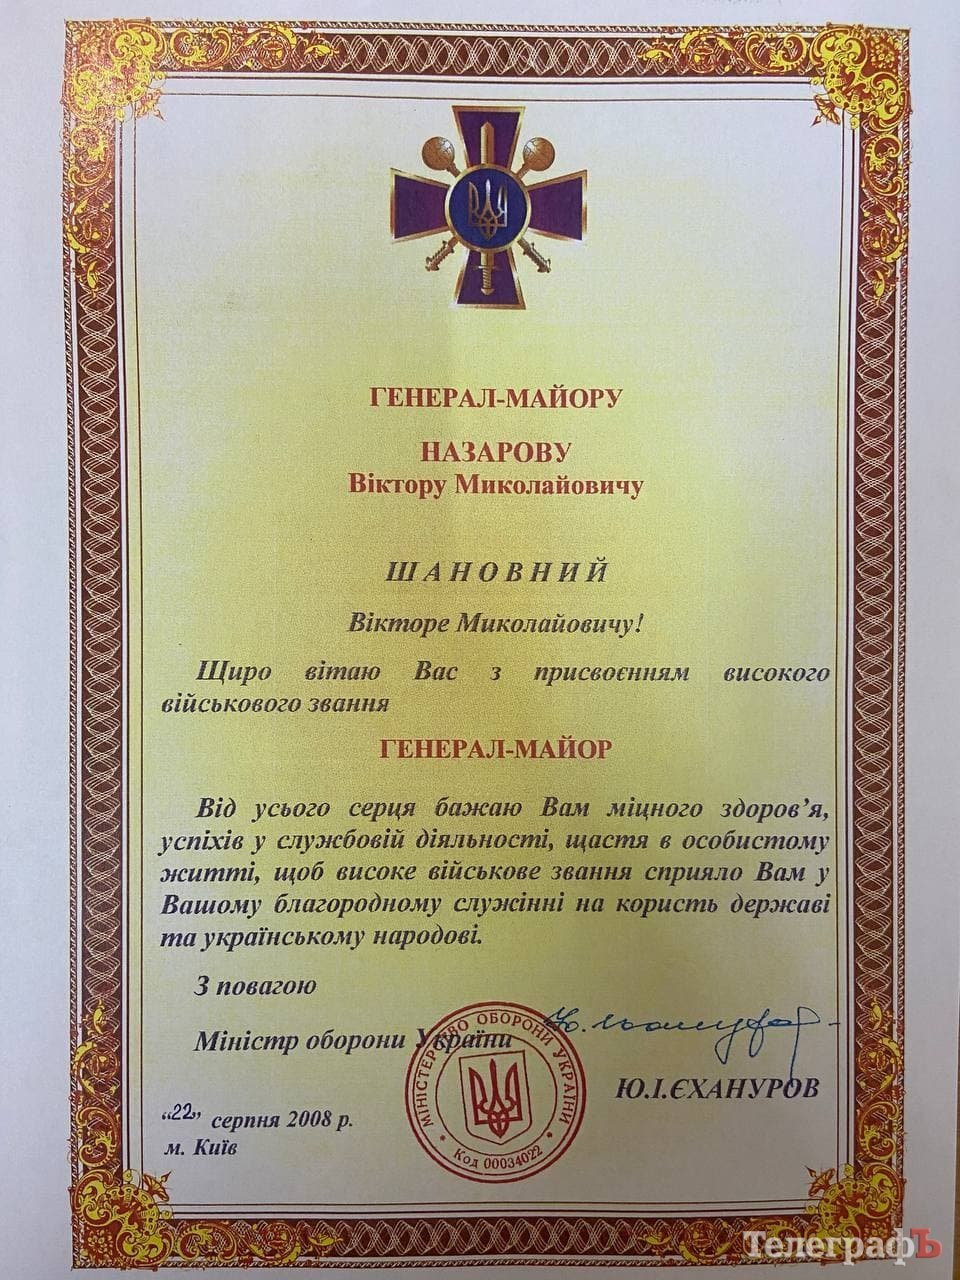 ГЕНЕРАЛ-МАЙОРУ
НАЗАРОВУ
Віктору Миколайовичу
ШАНОВНИЙ
Вікторе Миколайовичу!
Щиро вітаю Вас з присвоєнням високого
військового звання
ГЕНЕРАЛ-МАЙОР
Від усього серця бажаю Вам міцного здоров’я,
успіхів у службовій діяльності, щастя в особистому
житті, щоб високе військове звання сприяло Вам у
Вашому благородному служінні на користь державі
та українському народові.
З повагою
Міністр оборони України
Ю.І.ЄХАНУРОВ
“22” серпня 2008 р.
м. Київ
МІНІСТЕРСТВО ОБОРОНИ УКРАЇНИ
Код 00034022
ТелеграфЪ